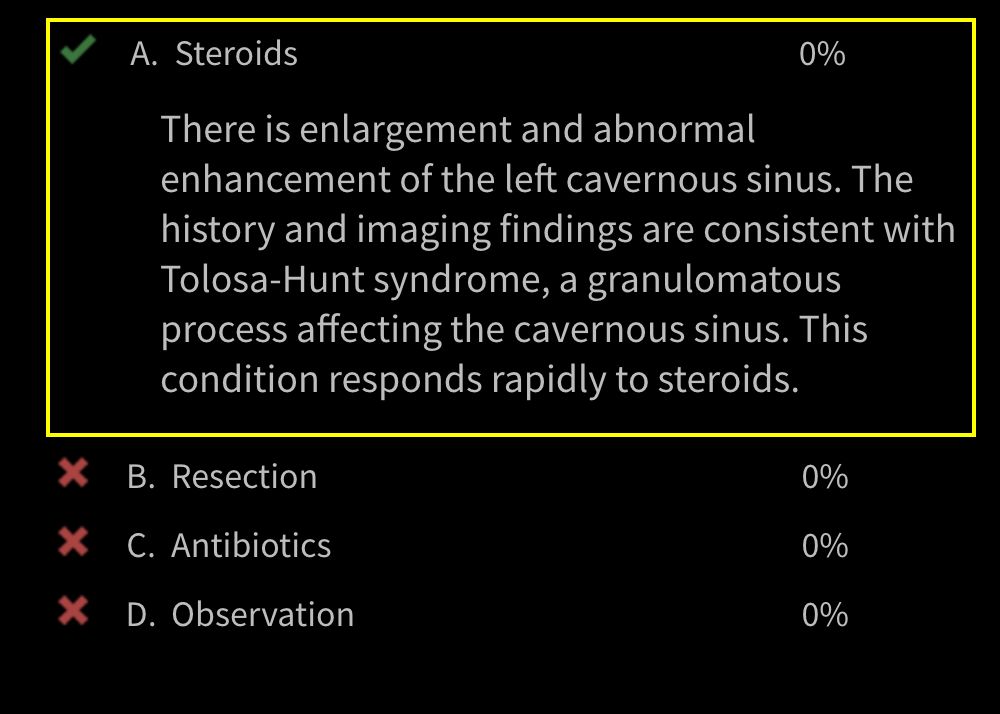 A. Steroids 0%
There is enlargement and abnormal
enhancement of the left cavernous sinus. The
history and imaging findings are consistent with
Tolosa-Hunt syndrome, a granulomatous
process affecting the cavernous sinus. This
condition responds rapidly to steroids.
B. Resection 0%
C. Antibiotics 0%
D. Observation 0%